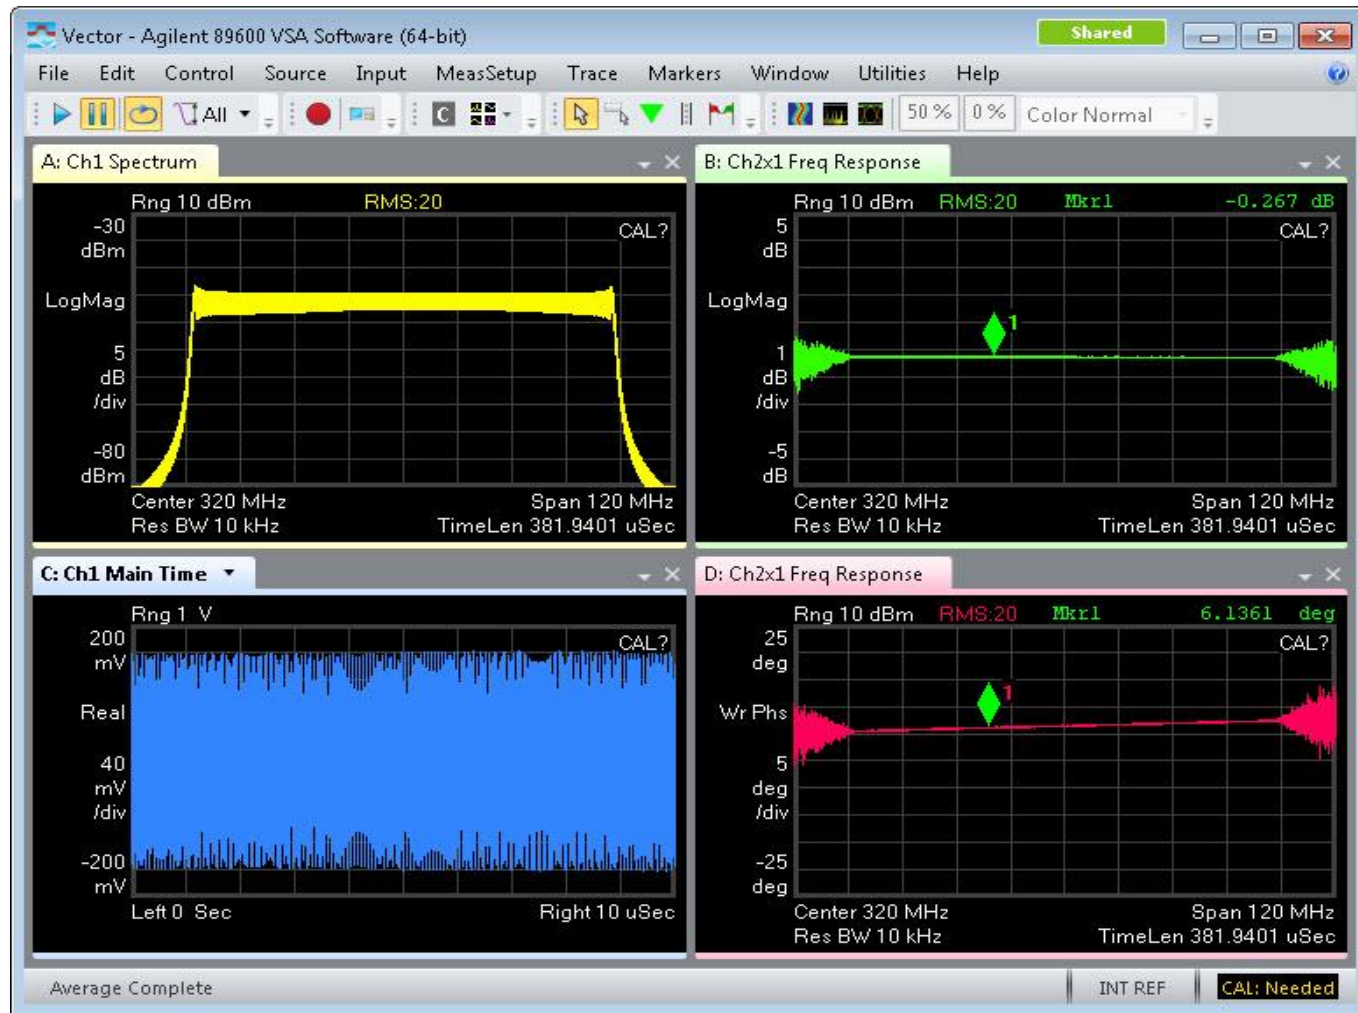 Vector - Agilent 89600 VSA Software (64-bit)
Shared
File Edit Control Source Input MeasSetup Trace Markers Window Utilities Help
All
C
50 % 0 % Color Normal
A: Ch1 Spectrum
Rng 10 dBm RMS:20
-30
dBm
CAL?
LogMag
5
dB
/div
-80
dBm
Center 320 MHz Span 120 MHz
Res BW 10 kHz TimeLen 381.9401 uSec
B: Ch2x1 Freq Response
Rng 10 dBm RMS:20 Mkr1 -0.267 dB
5
dB
CAL?
LogMag
1
1
dB
/div
-5
dB
Center 320 MHz Span 120 MHz
Res BW 10 kHz TimeLen 381.9401 uSec
C: Ch1 Main Time
Rng 1 V
200
mV
CAL?
Real
40
mV
/div
-200
mV
Left 0 Sec Right 10 uSec
D: Ch2x1 Freq Response
Rng 10 dBm RMS:20 Mkr1 6.1361 deg
25
deg
CAL?
1
Wr Phs
5
deg
/div
-25
deg
Center 320 MHz Span 120 MHz
Res BW 10 kHz TimeLen 381.9401 uSec
Average Complete INT REF CAL: Needed